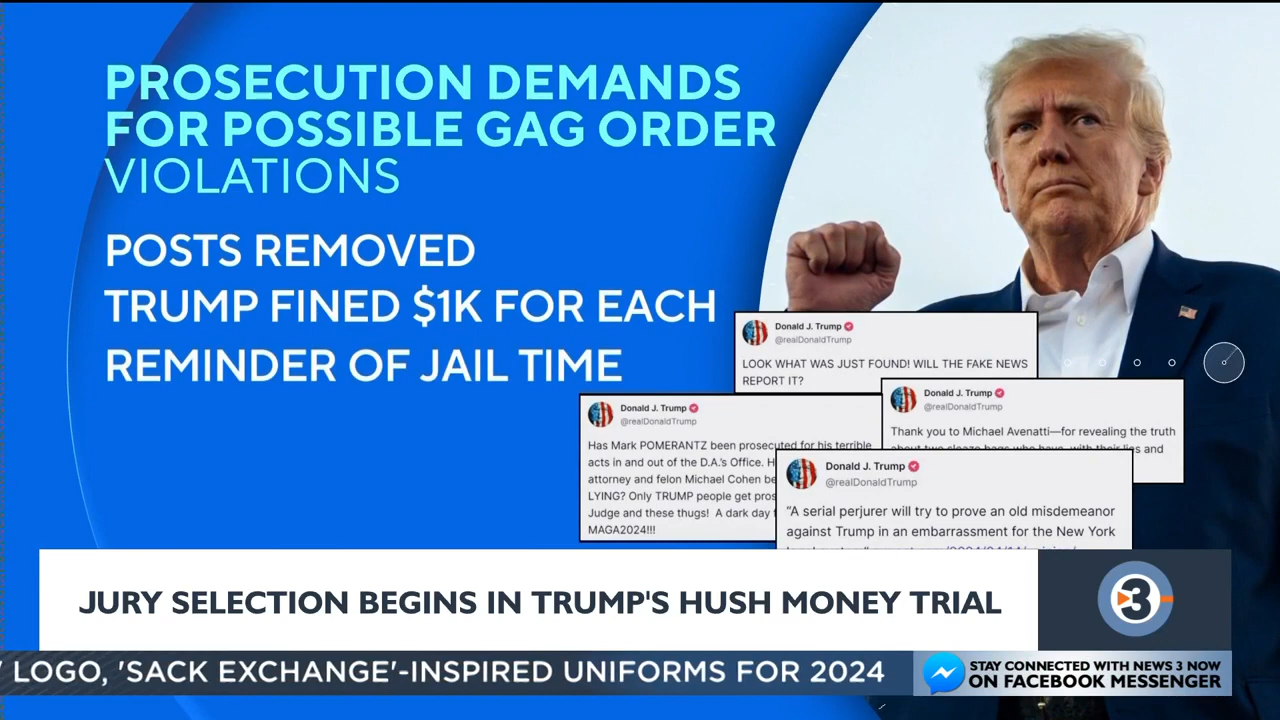 PROSECUTION DEMANDS
FOR POSSIBLE GAG ORDER
VIOLATIONS
POSTS REMOVED
TRUMP FINED $1K FOR EACH
REMINDER OF JAIL TIME
Donald J. Trump
@realDonaldTrump
LOOK WHAT WAS JUST FOUND! WILL THE FAKE NEWS
REPORT IT?
Donald J. Trump
@realDonaldTrump
Thank you to Michael Avenatti—for revealing the truth
about two sleaze bags who have, with their lies and
Donald J. Trump
@realDonaldTrump
Has Mark POMERANTZ been prosecuted for his terrible
acts in and out of the D.A.'s Office. H
attorney and felon Michael Cohen be
LYING? Only TRUMP people get pros
Judge and these thugs! A dark day f
MAGA2024!!!
Donald J. Trump
@realDonaldTrump
“A serial perjurer will try to prove an old misdemeanor
against Trump in an embarrassment for the New York
JURY SELECTION BEGINS IN TRUMP'S HUSH MONEY TRIAL
3
LOGO, 'SACK EXCHANGE'-INSPIRED UNIFORMS FOR 2024
STAY CONNECTED WITH NEWS 3 NOW
ON FACEBOOK MESSENGER